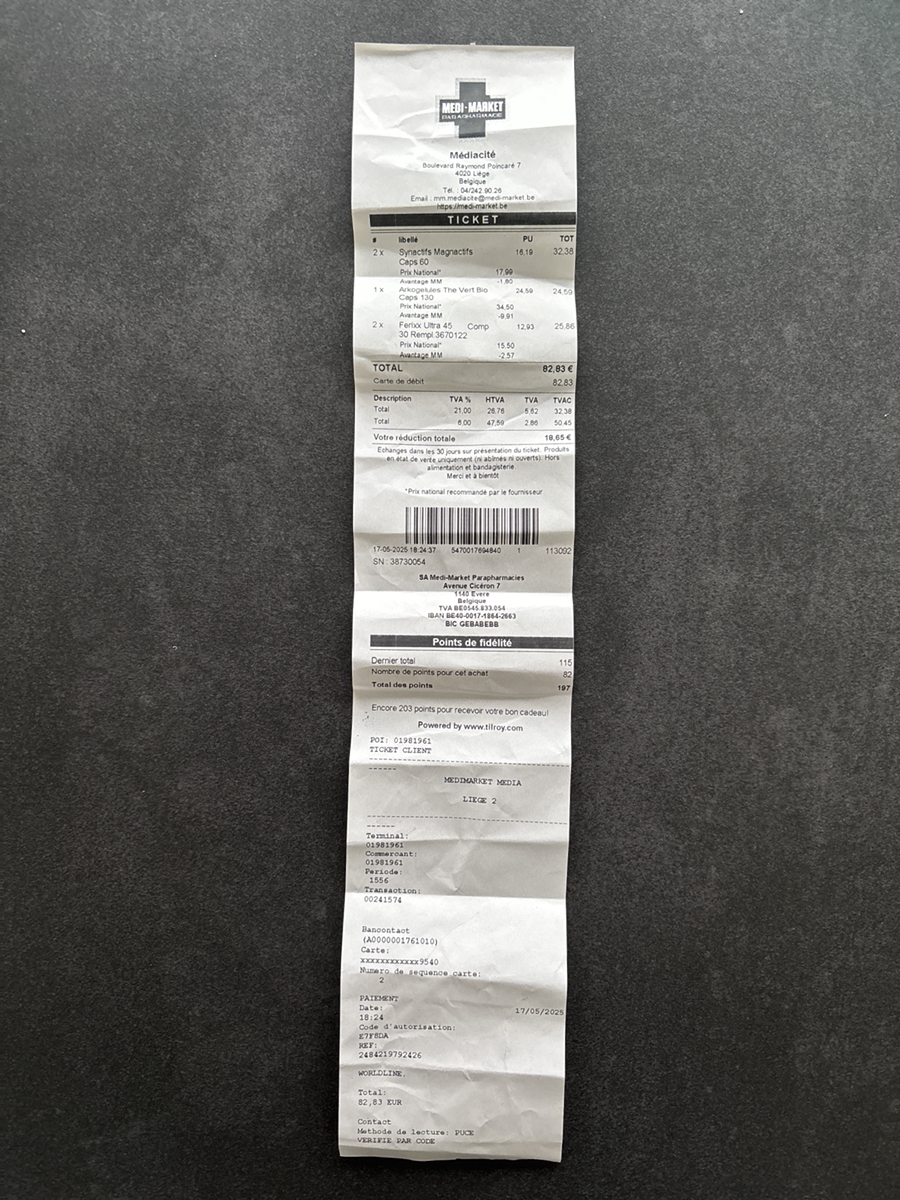 MEDI-MARKET
PARAPHARMACIE
Médiacité
Boulevard Raymond Poincaré 7
4020 Liège
Belgique
Tél. : 04/242 90 26
Email : mm.mediacite@medi-market.be
https://medi-market.be
TICKET
# libellé PU TOT
2 x Synactifs Magnactifs 16,19 32,38
Caps 60
Prix National* 17,99
Avantage MM -1,80
1 x Arkogelules The Vert Bio 24,59 24,59
Caps 130
Prix National* 34,50
Avantage MM -9,91
2 x Ferixx Ultra 45 Comp 12,93 25,86
30 Rempl.3670122
Prix National* 15,50
Avantage MM -2,57
TOTAL 82,83 €
Carte de débit 82,83
Description TVA % HTVA TVA TVAC
Total 21,00 26,76 5,62 32,38
Total 6,00 47,59 2,86 50,45
Votre réduction totale 18,65 €
Echanges dans les 30 jours sur présentation du ticket. Produits
en état de vente uniquement (ni abîmés ni ouverts). Hors
alimentation et bandagisterie.
Merci et à bientôt
*Prix national recommandé par le fournisseur
17-05-2025 18:24:37 5470017694840 1 113092
SN : 38730054
SA Medi-Market Parapharmacies
Avenue Cicéron 7
1140 Evere
Belgique
TVA BE0545.833.054
IBAN BE40-0017-1864-2663
BIC GEBABEBB
Points de fidélité
Dernier total 115
Nombre de points pour cet achat 82
Total des points 197
Encore 203 points pour recevoir votre bon cadeau!
Powered by www.tilroy.com
POI: 01981961
TICKET CLIENT
MEDIMARKET MEDIA
LIEGE 2
Terminal:
01981961
Commercant:
01981961
Periode:
1556
Transaction:
00241574
Bancontact
(A0000001761010)
Carte:
xxxxxxxxxxxx9540
Numero de sequence carte:
2
PAIEMENT
Date: 17/05/2025
18:24
Code d'autorisation:
E7F8DA
REF:
2484219792426
WORLDLINE.
Total:
82,83 EUR
Contact
Methode de lecture: PUCE
VERIFIE PAR CODE